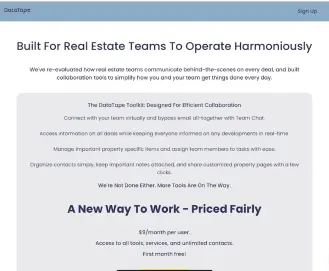 DataTape
Sign Up
Built For Real Estate Teams To Operate Harmoniously
We've re-evaluated how real estate teams communicate behind-the-scenes on every deal, and built
collaboration tools to simplify how you and your team get things done every day.
The DataTape Toolkit: Designed For Efficient Collaboration
Connect with your team virtually and bypass email all-together with Team Chat.
Access information on all deals while keeping everyone informed on any developments in real-time
Manage important property specific items and assign team members to tasks with ease.
Organize contacts simply, keep important notes attached, and share customized property pages with a few
clicks.
We're Not Done Either. More Tools Are On The Way.
A New Way To Work - Priced Fairly
/month per user.
Access to all tools, services, and unlimited contacts.
First month free!